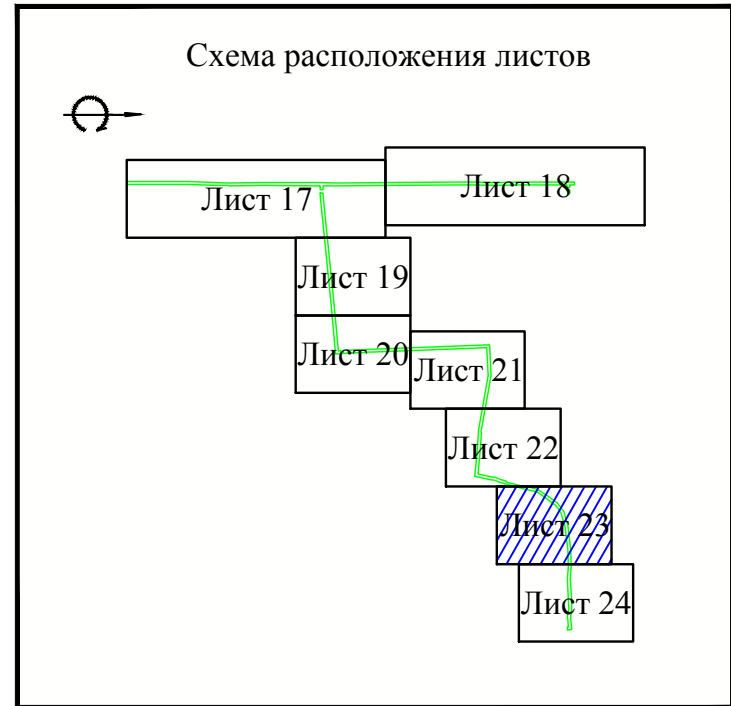 Схема расположения листов
Лист 17
Лист 18
Лист 19
Лист 20
Лист 21
Лист 22
Лист 23
Лист 24